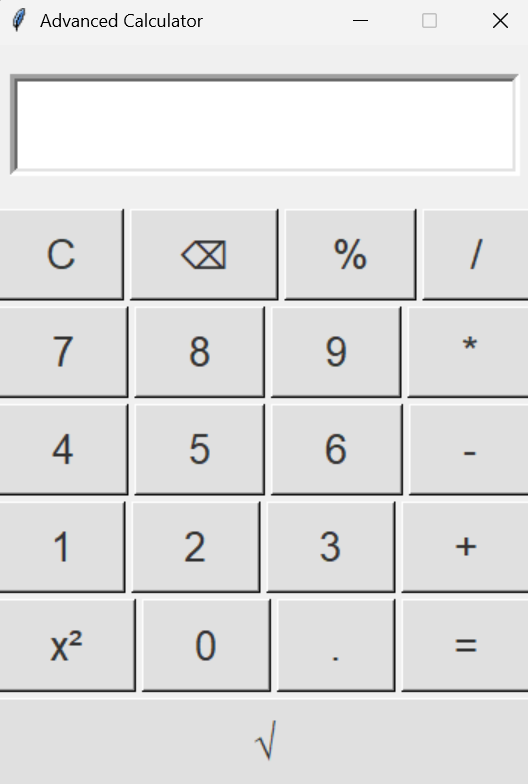 Advanced Calculator
C ⌫ % /
7 8 9 *
4 5 6 -
1 2 3 +
x² 0 . =
√